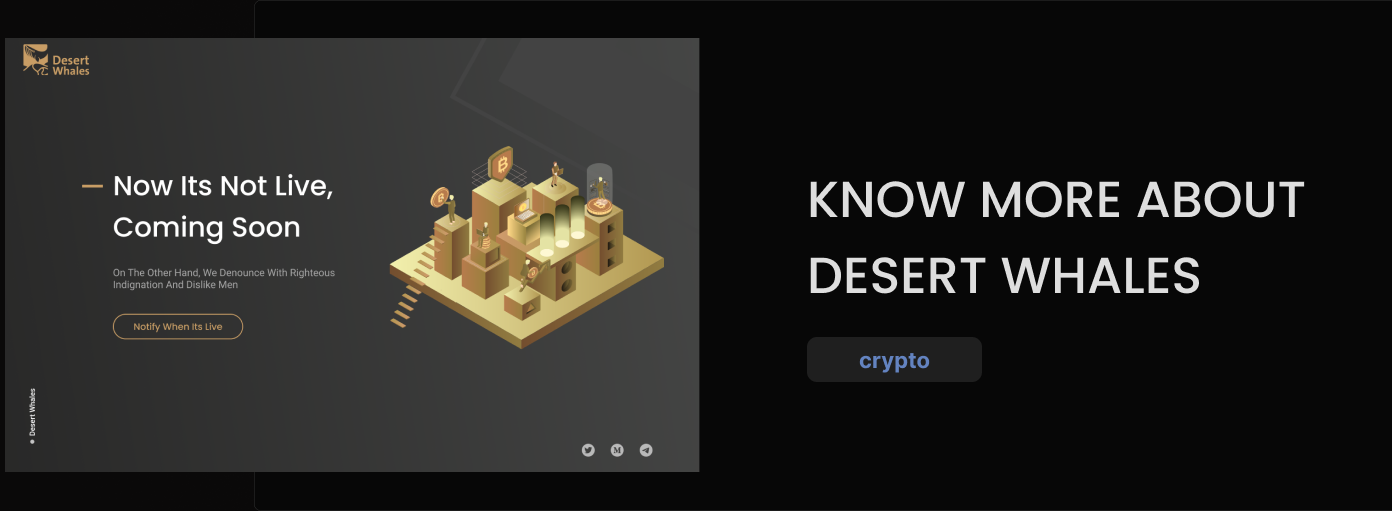 Desert
Whales
Now Its Not Live,
Coming Soon
On The Other Hand, We Denounce With Righteous
Indignation And Dislike Men
Notify When Its Live
Desert Whales
KNOW MORE ABOUT
DESERT WHALES
crypto